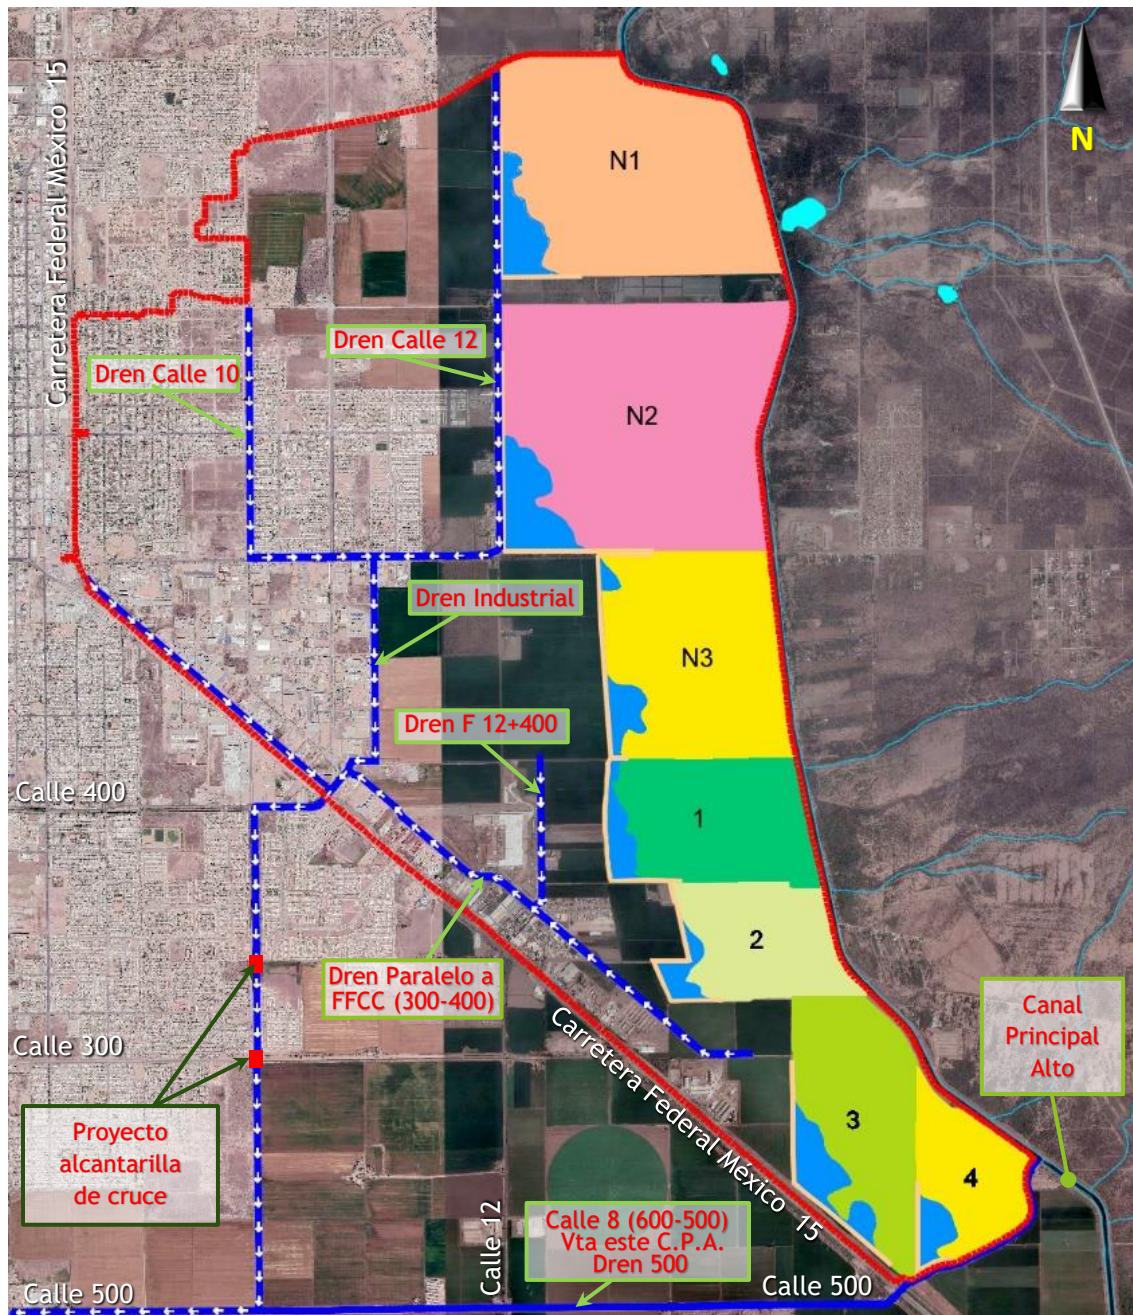 Carretera Federal México 15
N
N1
Dren Calle 12
Dren Calle 10
N2
Dren Industrial
N3
Dren F 12+400
Calle 400
1
2
Dren Paralelo a
FFCC (300-400)
Canal
Principal
Alto
Calle 300
Carretera Federal México 15
3
Proyecto
alcantarilla
de cruce
4
Calle 12
Calle 8 (600-500)
Vta este C.P.A.
Dren 500
Calle 500
Calle 500